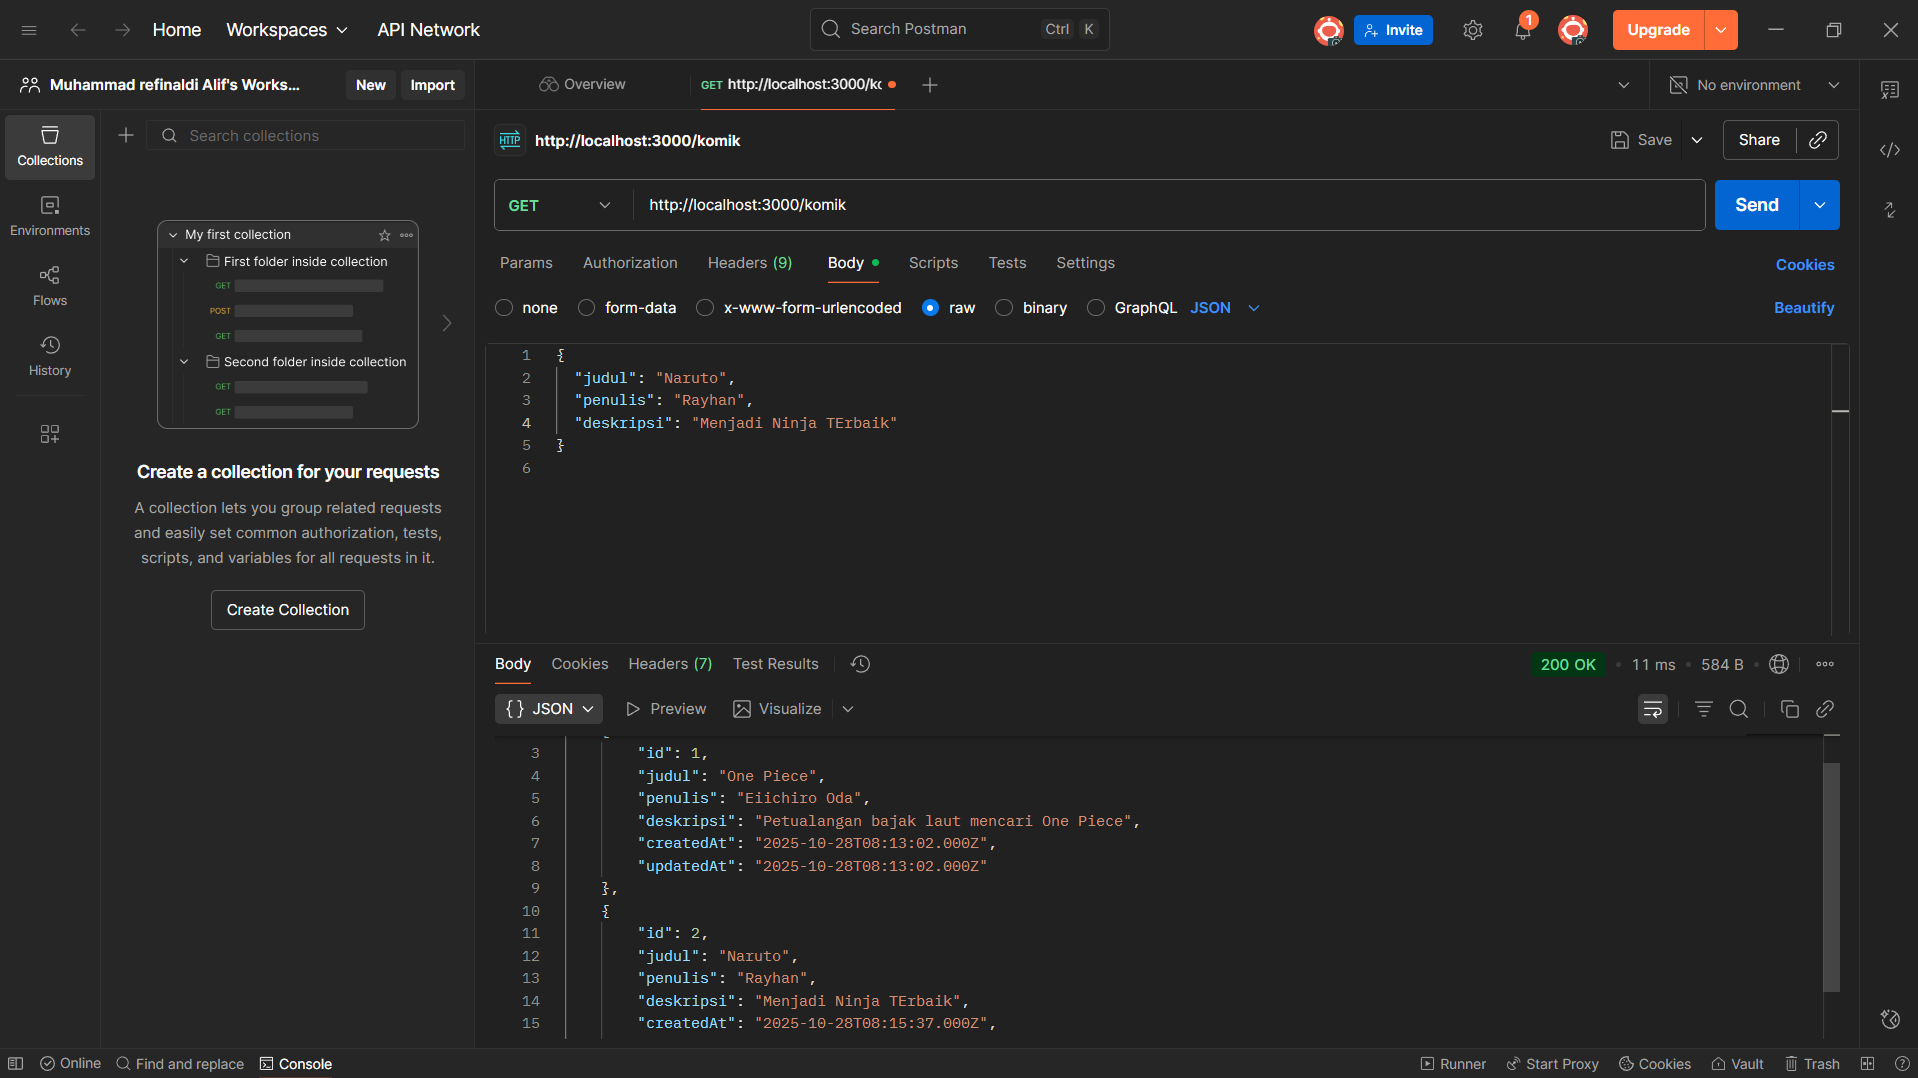 Home Workspaces API Network Search Postman Ctrl K Invite 1 Upgrade
Muhammad refinaldi Alif's Works... New Import Overview GET http://localhost:3000/kc No environment
Search collections
HTTP http://localhost:3000/komik Save Share
Collections
Environments
Flows
History
GET http://localhost:3000/komik Send
My first collection
First folder inside collection
GET
POST
GET
Second folder inside collection
GET
GET
Create a collection for your requests
A collection lets you group related requests
and easily set common authorization, tests,
scripts, and variables for all requests in it.
Create Collection
Params Authorization Headers (9) Body Scripts Tests Settings Cookies
none form-data x-www-form-urlencoded raw binary GraphQL JSON Beautify
1 {
2 "judul": "Naruto",
3 "penulis": "Rayhan",
4 "deskripsi": "Menjadi Ninja TErbaik"
5 }
6
Body Cookies Headers (7) Test Results 200 OK • 11 ms • 584 B
{} JSON Preview Visualize
3 "id": 1,
4 "judul": "One Piece",
5 "penulis": "Eiichiro Oda",
6 "deskripsi": "Petualangan bajak laut mencari One Piece",
7 "createdAt": "2025-10-28T08:13:02.000Z",
8 "updatedAt": "2025-10-28T08:13:02.000Z"
9 },
10 {
11 "id": 2,
12 "judul": "Naruto",
13 "penulis": "Rayhan",
14 "deskripsi": "Menjadi Ninja TErbaik",
15 "createdAt": "2025-10-28T08:15:37.000Z",
Online Find and replace Console Runner Start Proxy Cookies Vault Trash